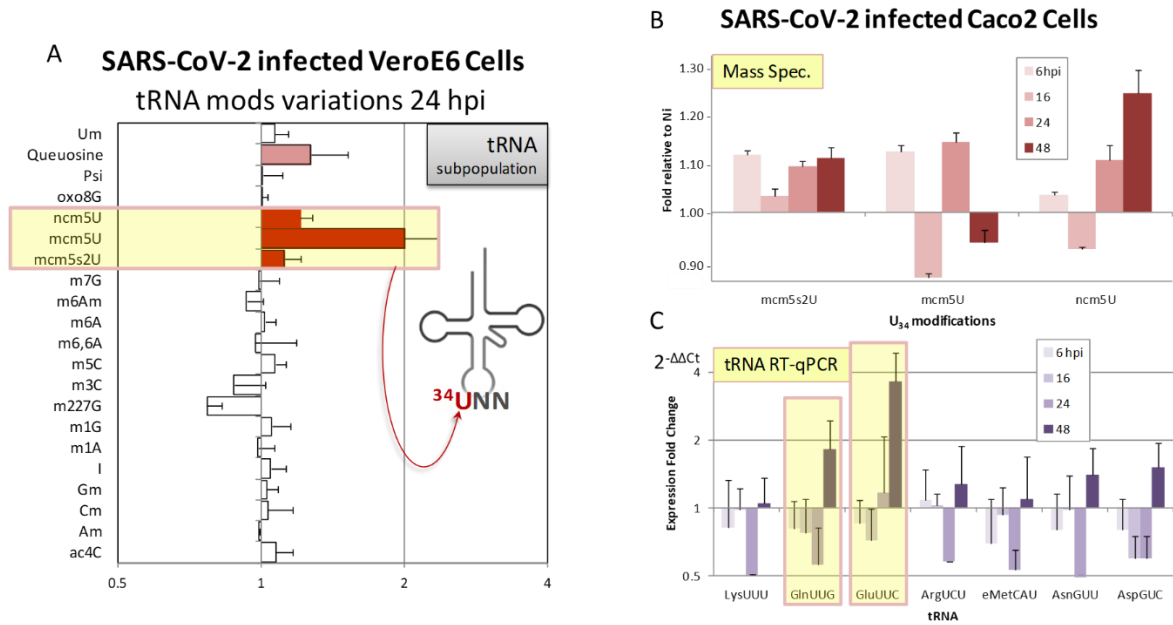 A
SARS-CoV-2 infected VeroE6 Cells
tRNA mods variations 24 hpi
Um
Queuosine
Psi
oxo8G
ncm5U
mcm5U
mcm5s2U
m7G
m6Am
m6A
m6,6A
m5C
m3C
m227G
m1G
m1A
I
Gm
Cm
Am
ac4C
0.5 1 2 4
tRNA
subpopulation
34UNN
B
SARS-CoV-2 infected Caco2 Cells
Mass Spec.
Fold relative to Ni
1.30
1.20
1.10
1.00
0.90
6hpi
16
24
48
mcm5s2U mcm5U ncm5U
U34 modifications
C
2-ΔΔCt
tRNA RT-qPCR
Expression Fold Change
4
2
1
0.5
6 hpi
16
24
48
LysUUU GlnUUG GluUUC ArgUCU eMetCAU AsnGUU AspGUC
tRNA